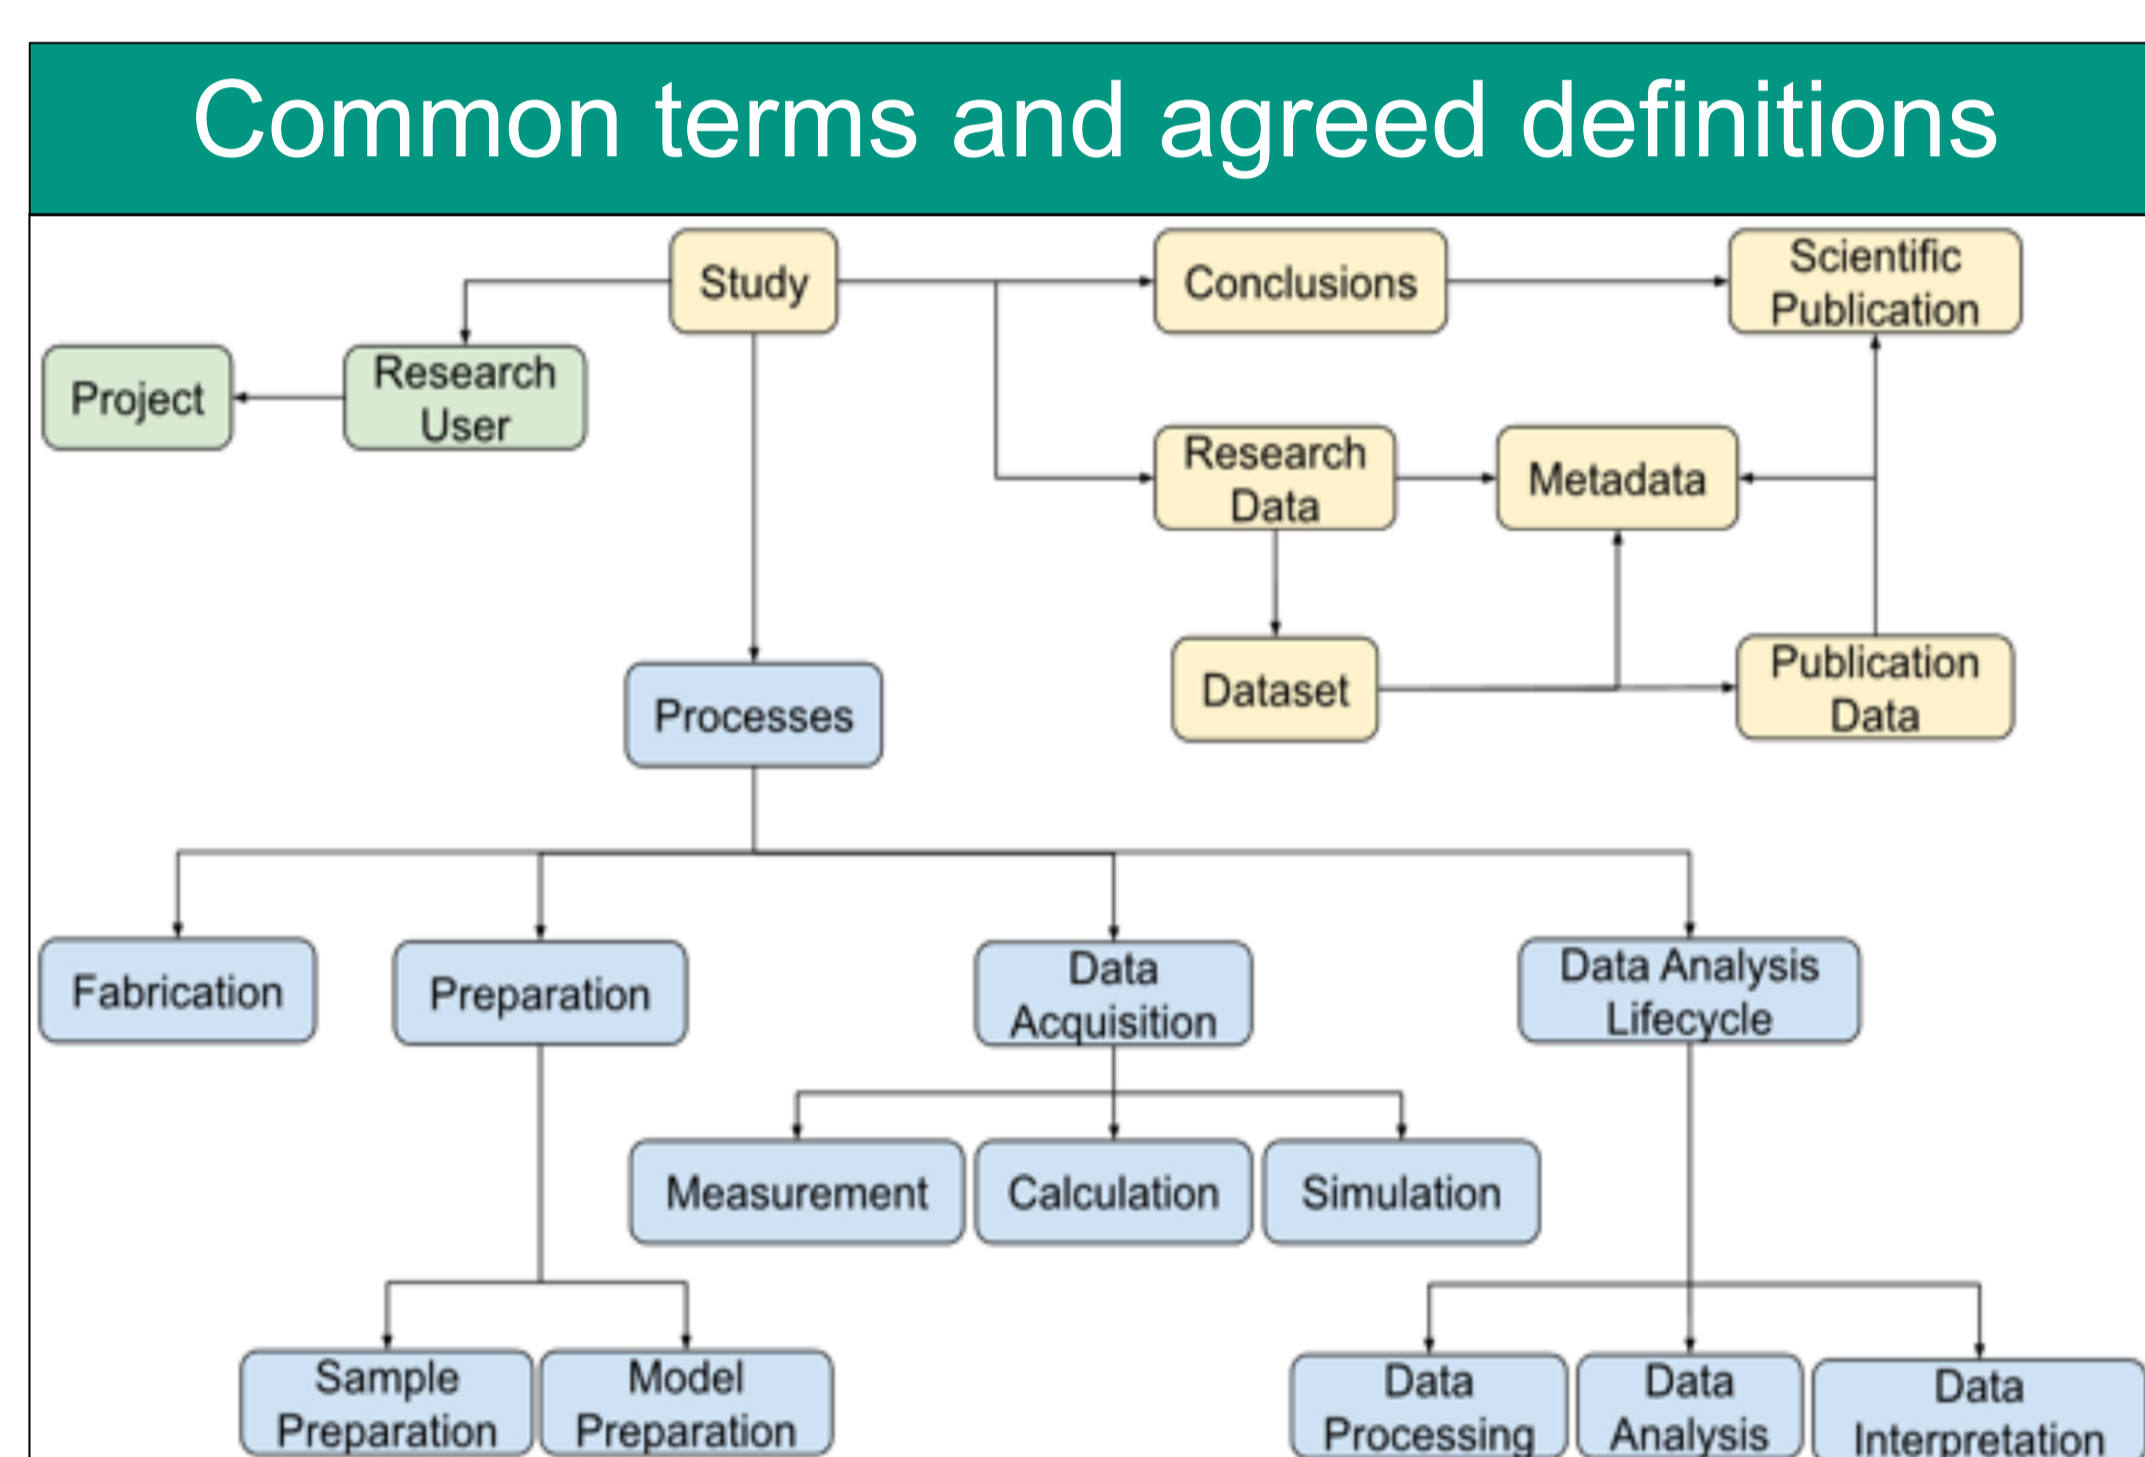 Common terms and agreed definitions
Study
Conclusions
Scientific
Publication
Project
Research
User
Research
Data
Metadata
Processes
Dataset
Publication
Data
Fabrication
Preparation
Data
Acquisition
Data Analysis
Lifecycle
Measurement
Calculation
Simulation
Sample
Preparation
Model
Preparation
Data
Processing
Data
Analysis
Data
Interpretation